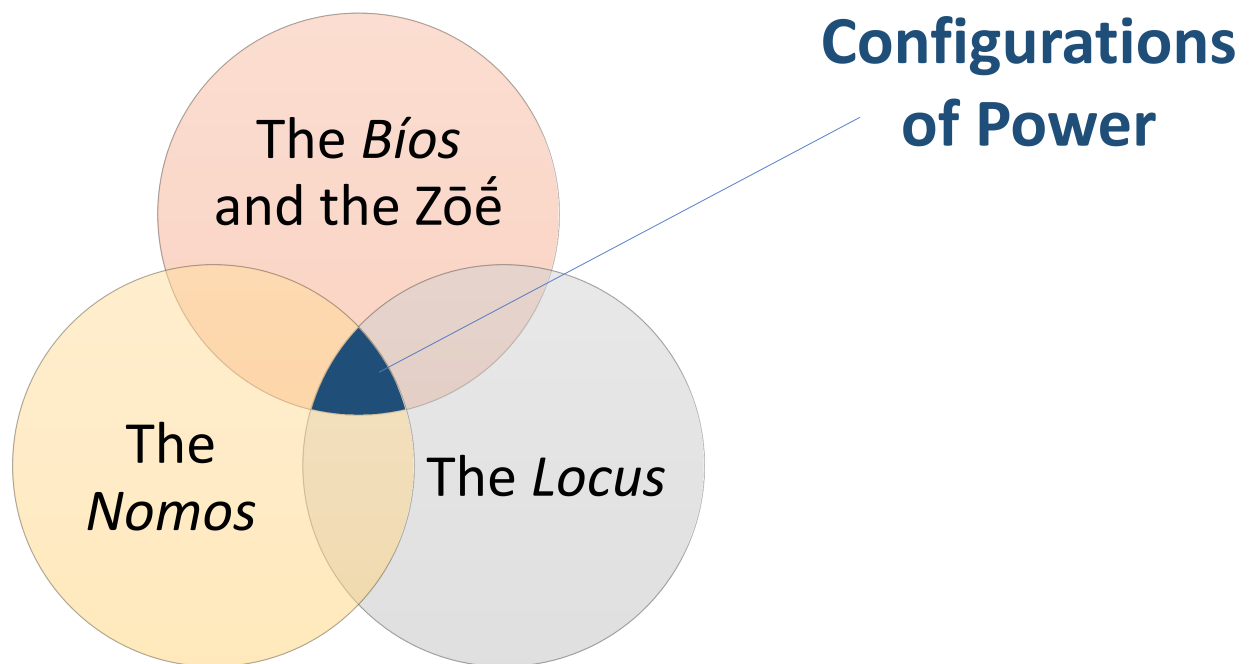 Configurations
of Power
The Bíos
and the Zōḗ
The
Nomos
The Locus